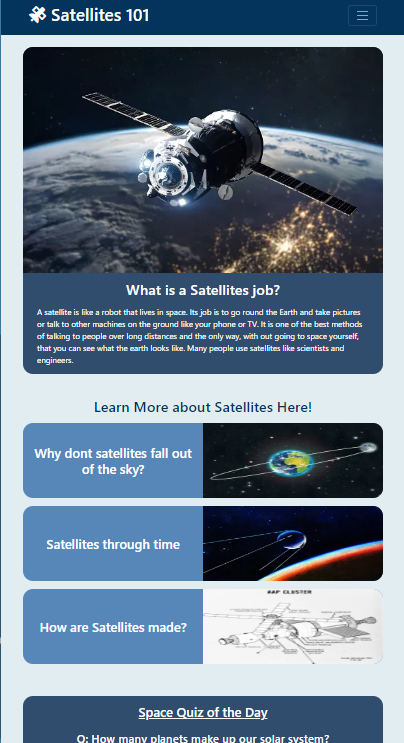 Satellites 101
What is a Satellites job?
A satellite is like a robot that lives in space. Its job is to go round the Earth and take pictures
or talk to other machines on the ground like your phone or TV. It is one of the best methods
of talking to people over long distances and the only way, with out going to space yourself,
that you can see what the earth looks like. Many people use satellites like scientists and
engineers.
Learn More about Satellites Here!
Why dont satellites fall out
of the sky?
Satellites through time
AAP CLUSTER
How are Satellites made?
Space Quiz of the Day
Q: How many planets make up our solar system?